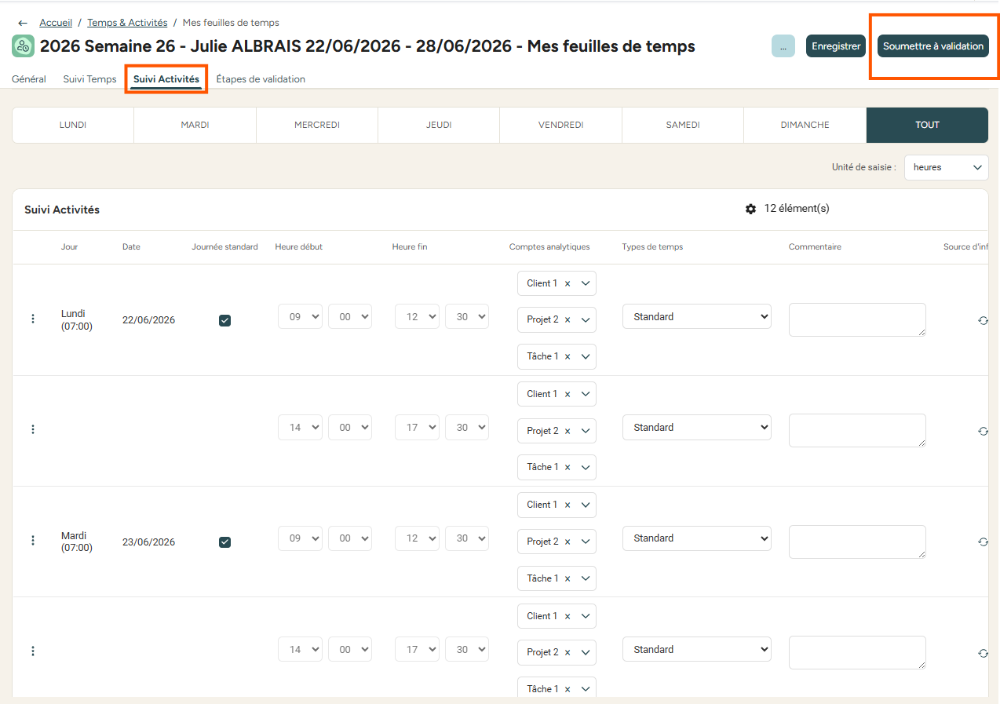 ← Accueil / Temps & Activités / Mes feuilles de temps
2026 Semaine 26 - Julie ALBRAIS 22/06/2026 - 28/06/2026 - Mes feuilles de temps
... Enregistrer Soumettre à validation
Général Suivi Temps Suivi Activités Étapes de validation
LUNDI MARDI MERCREDI JEUDI VENDREDI SAMEDI DIMANCHE TOUT
Unité de saisie : heures
Suivi Activités 12 élément(s)
Jour Date Journée standard Heure début Heure fin Comptes analytiques Types de temps Commentaire Source d'inf
Client 1 ×
Lundi (07:00) 22/06/2026 09 00 12 30 Projet 2 × Standard
Tâche 1 ×
Client 1 ×
14 00 17 30 Projet 2 × Standard
Tâche 1 ×
Client 1 ×
Mardi (07:00) 23/06/2026 09 00 12 30 Projet 2 × Standard
Tâche 1 ×
Client 1 ×
14 00 17 30 Projet 2 × Standard
Tâche 1 ×